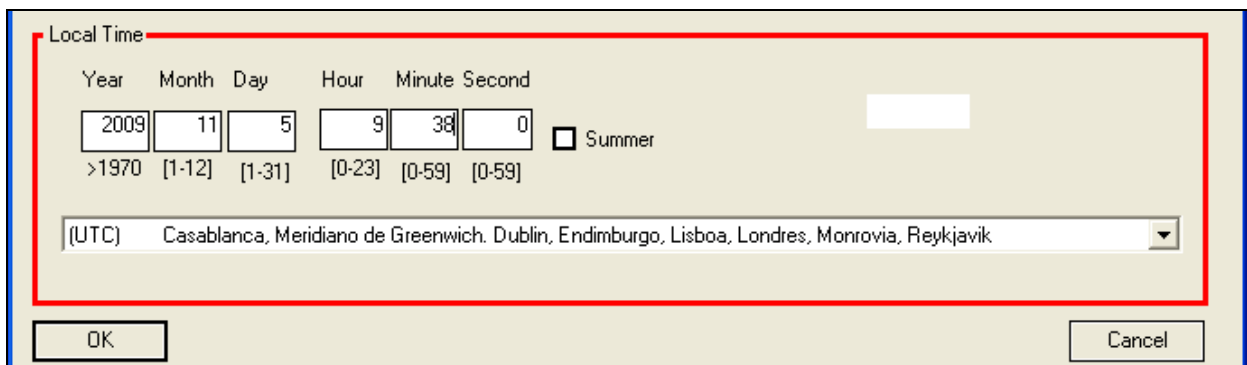 Local Time
Year Month Day Hour Minute Second
2009 11 5 9 38 0 Summer
>1970 [1-12] [1-31] [0-23] [0-59] [0-59]
(UTC) Casablanca, Meridiano de Greenwich. Dublin, Endimburgo, Lisboa, Londres, Monrovia, Reykjavik
OK Cancel